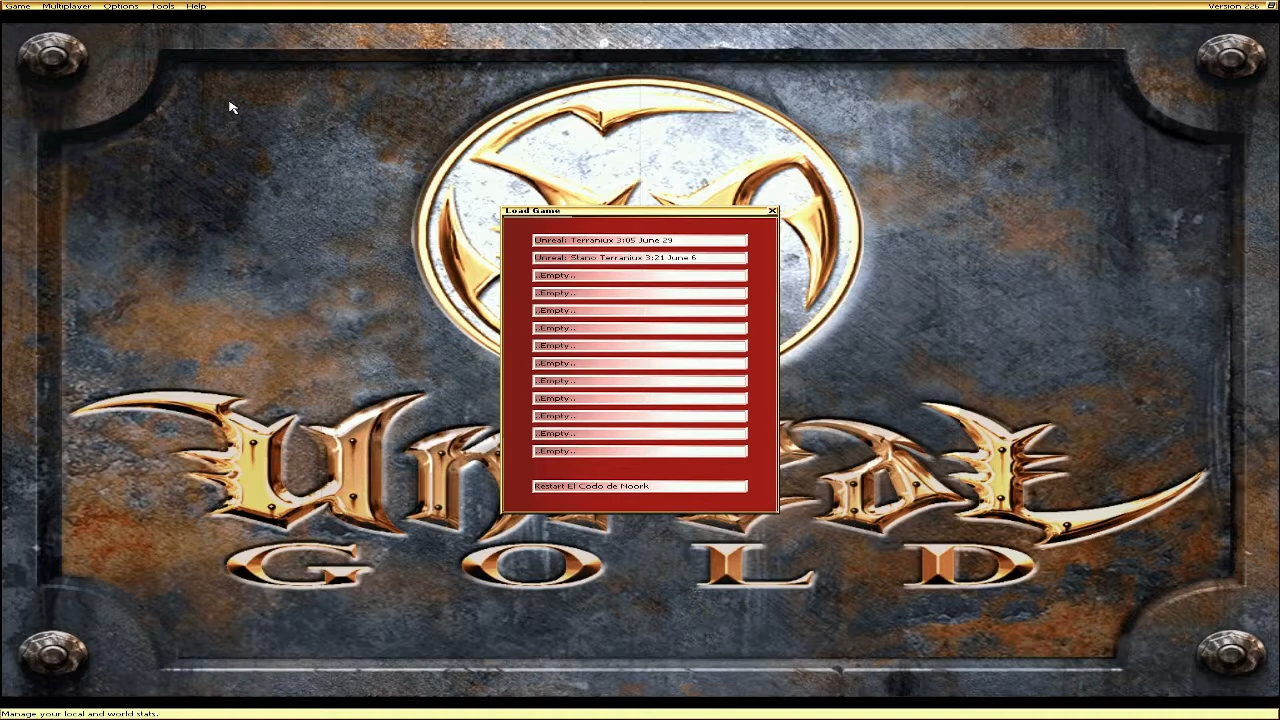 Game Multiplayer Options Tools Help Version 226
Load Game
Unreal: Terraniux 3:05 June 29
Unreal: Stano Terraniux 3:21 June 6
..Empty..
..Empty..
..Empty..
..Empty..
..Empty..
..Empty..
..Empty..
..Empty..
..Empty..
..Empty..
..Empty..
Restart El Codo de Noork
UNREAL
GOLD
Manage your local and world stats.